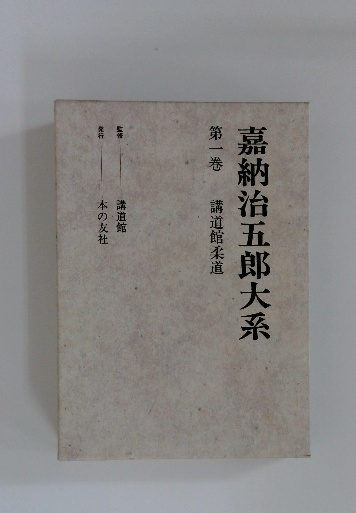 嘉納治五郎大系
第一巻 講道館柔道
監修 ── 講道館
発行 ── 本の友社